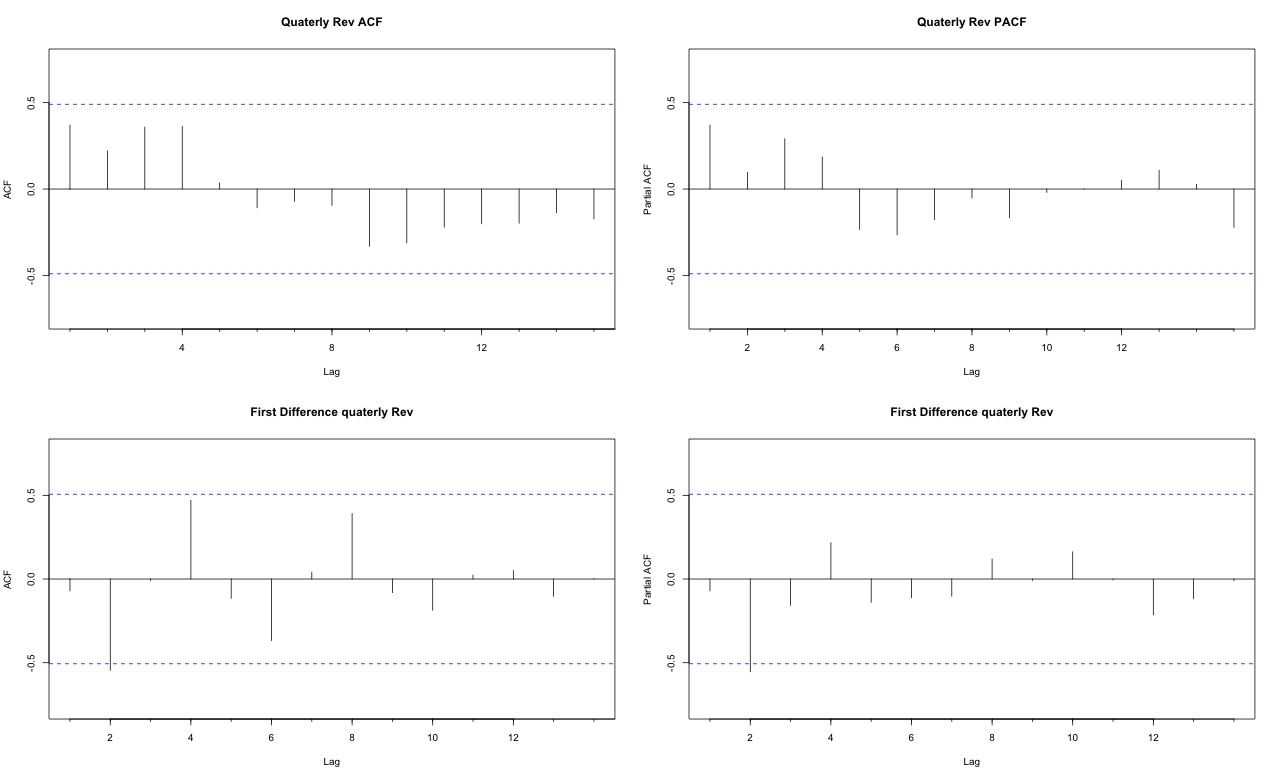 Quaterly Rev ACF
ACF
0.5
0.0
-0.5
4 8 12
Lag
Quaterly Rev PACF
Partial ACF
0.5
0.0
-0.5
2 4 6 8 10 12
Lag
First Difference quaterly Rev
ACF
0.5
0.0
-0.5
2 4 6 8 10 12
Lag
First Difference quaterly Rev
Partial ACF
0.5
0.0
-0.5
2 4 6 8 10 12
Lag